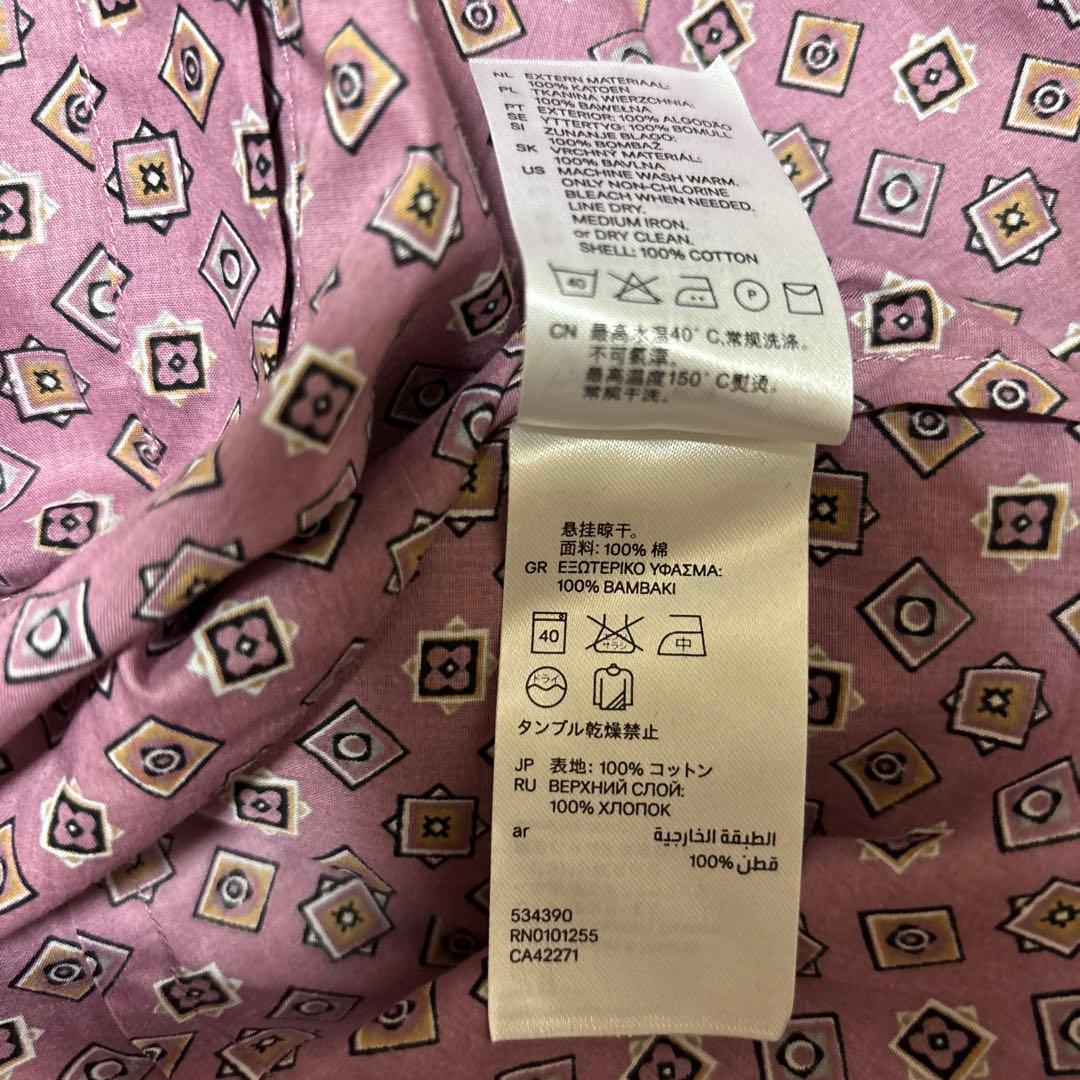 NL EXTERN MATERIAAL:
100% KATOEN
PL TKANINA WIERZCHNIA:
100% BAWEŁNA
PT EXTERIOR: 100% ALGODÃO
SE YTTERTYG: 100% BOMULL
SI ZUNANJE BLAGO:
100% BOMBAŽ
SK VRCHNÝ MATERIÁL:
100% BAVLNA
US MACHINE WASH WARM.
ONLY NON-CHLORINE
BLEACH WHEN NEEDED.
LINE DRY.
MEDIUM IRON.
or DRY CLEAN.
SHELL: 100% COTTON
40 P
CN 最高水温40°C,常规洗涤。
不可氯漂。
最高温度150°C熨烫。
常规干洗。
悬挂晾干。
面料: 100% 棉
GR ΕΞΩΤΕΡΙΚΟ ΥΦΑΣΜΑ:
100% ΒΑΜΒΑΚΙ
40 サラシ 中
ドライ
タンブル乾燥禁止
JP 表地: 100% コットン
RU ВЕРХНИЙ СЛОЙ:
100% ХЛОПОК
ar الطبقة الخارجية
100% قطن
534390
RN0101255
CA42271